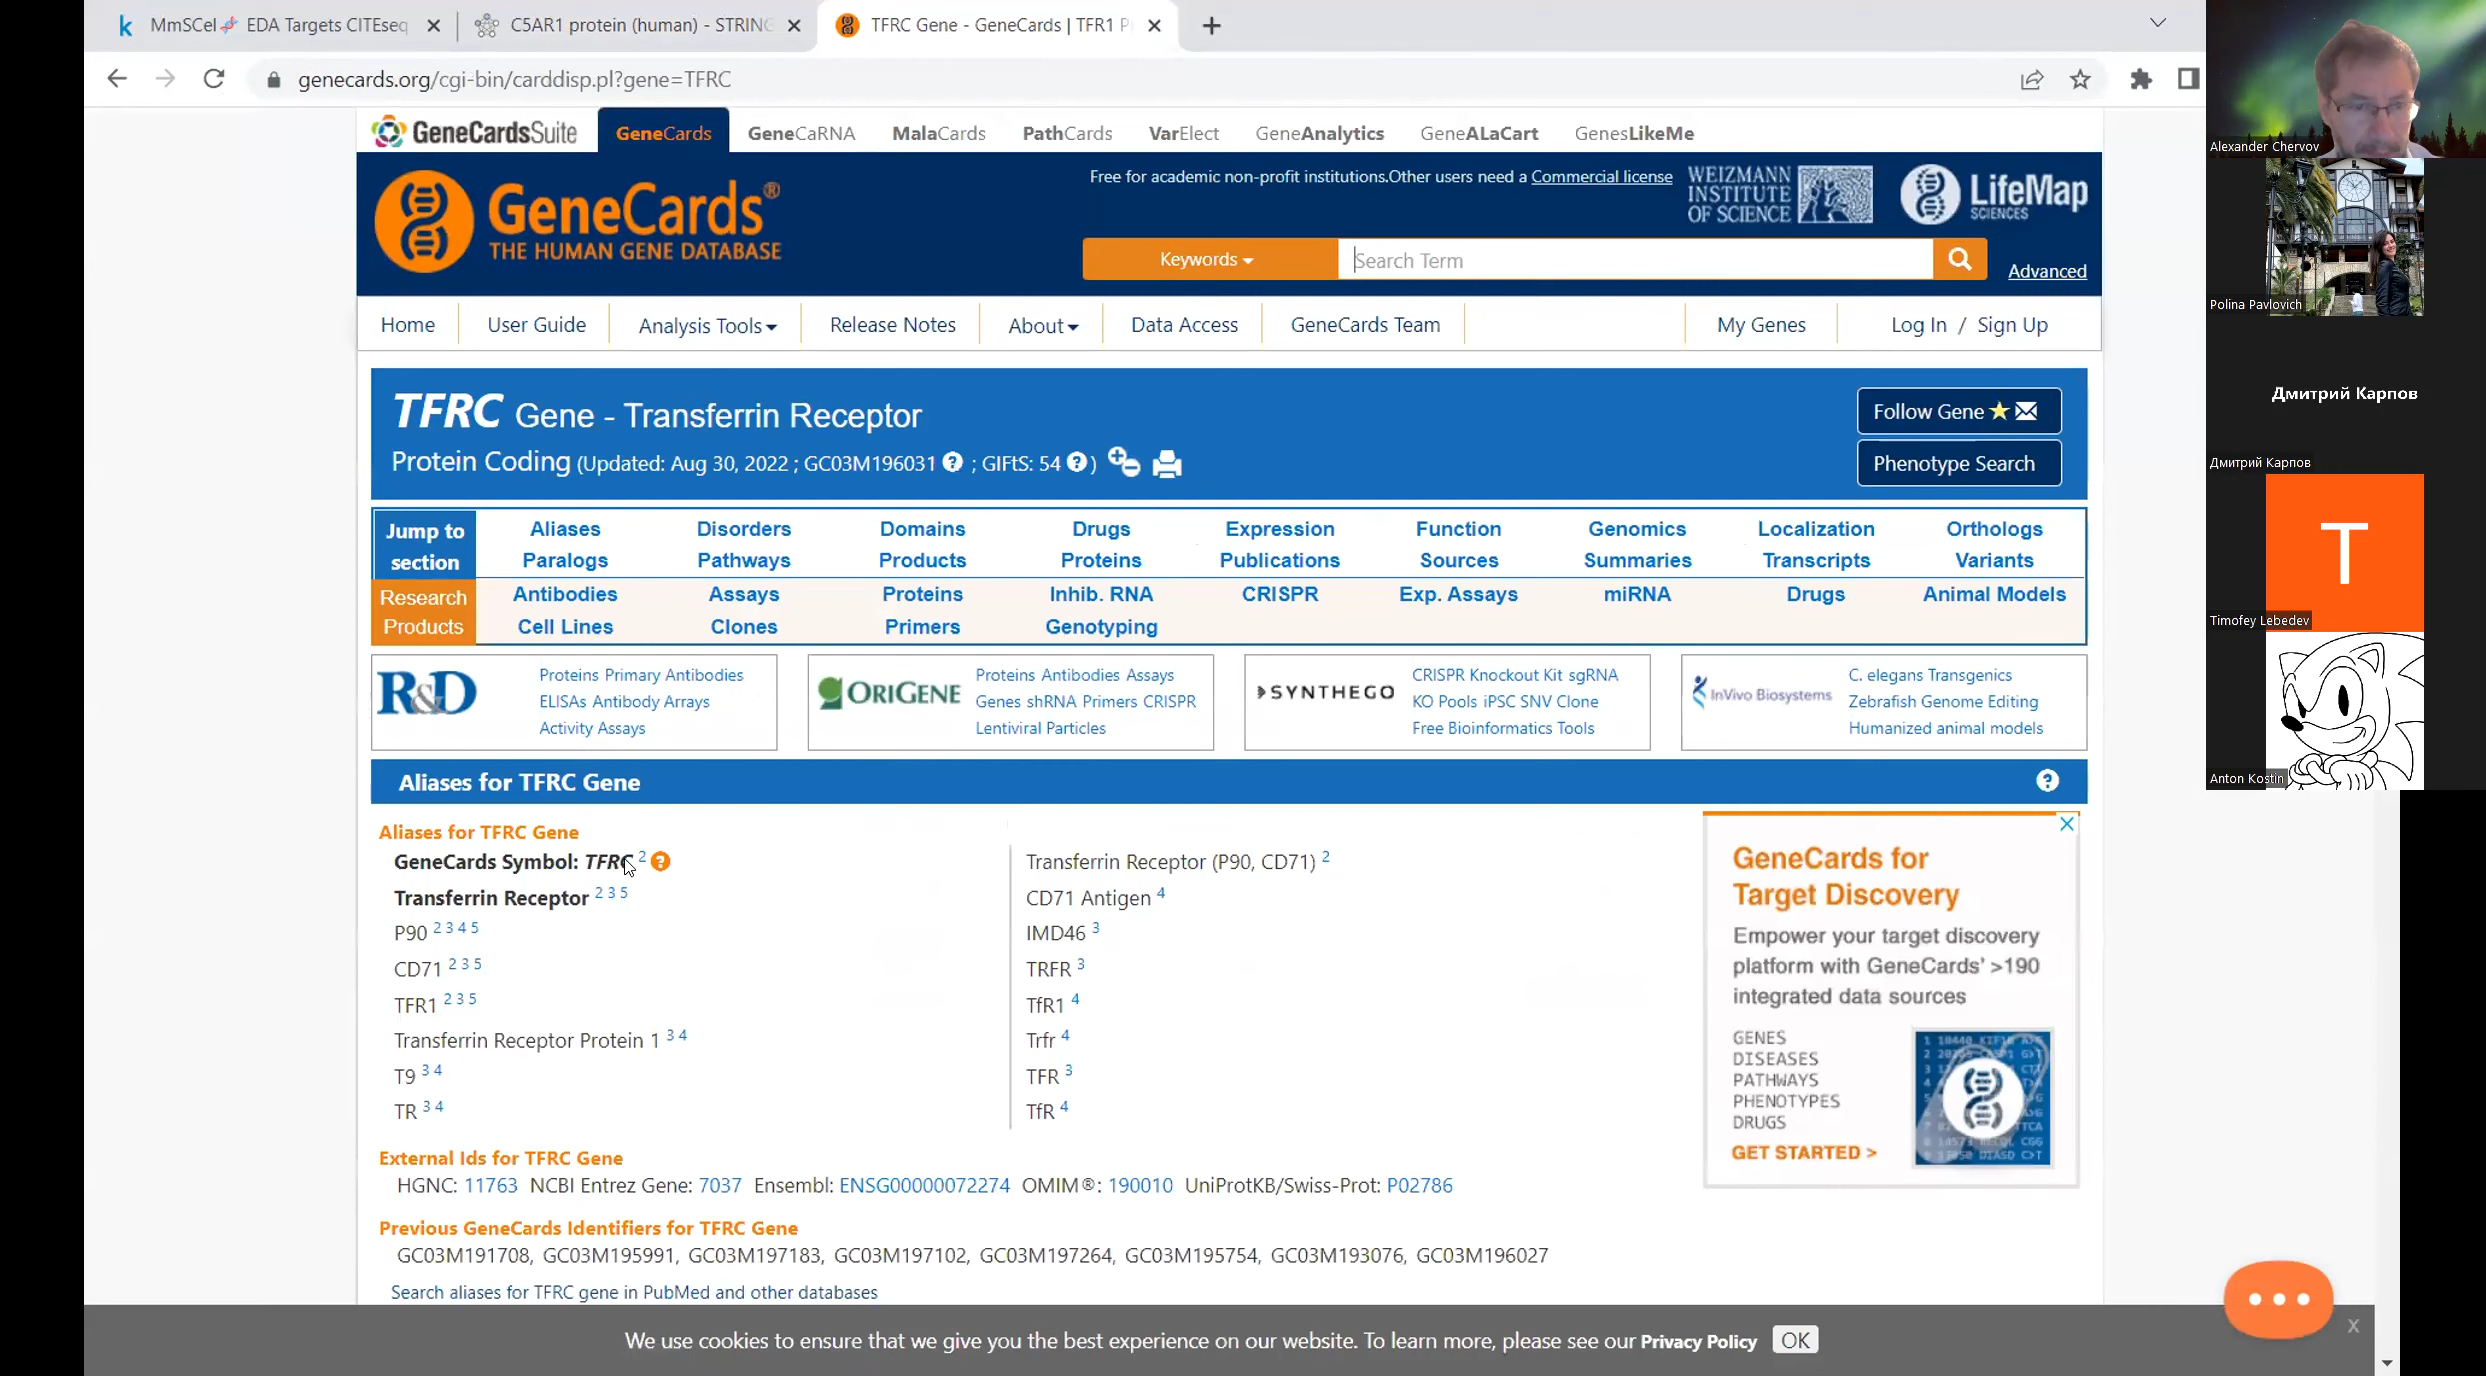 MmSCel EDA Targets CITEseq
C5AR1 protein (human) - STRING
TFRC Gene - GeneCards | TFR1 P
genecards.org/cgi-bin/carddisp.pl?gene=TFRC
GeneCardsSuite
GeneCards
GeneCaRNA
MalaCards
PathCards
VarElect
GeneAnalytics
GeneALaCart
GenesLikeMe
GeneCards®
THE HUMAN GENE DATABASE
Free for academic non-profit institutions.Other users need a Commercial license
WEIZMANN
INSTITUTE
OF SCIENCE
LifeMap
SCIENCES
Keywords
Search Term
Advanced
Home
User Guide
Analysis Tools
Release Notes
About
Data Access
GeneCards Team
My Genes
Log In / Sign Up
TFRC Gene - Transferrin Receptor
Protein Coding (Updated: Aug 30, 2022 ; GC03M196031 ? ; GIFtS: 54 ? )
Follow Gene
Phenotype Search
Jump to section
Aliases Disorders Domains Drugs Expression Function Genomics Localization Orthologs
Paralogs Pathways Products Proteins Publications Sources Summaries Transcripts Variants
Research Products
Antibodies Assays Proteins Inhib. RNA CRISPR Exp. Assays miRNA Drugs Animal Models
Cell Lines Clones Primers Genotyping
R&D
Proteins Primary Antibodies
ELISAs Antibody Arrays
Activity Assays
ORIGENE
Proteins Antibodies Assays
Genes shRNA Primers CRISPR
Lentiviral Particles
SYNTHEGO
CRISPR Knockout Kit sgRNA
KO Pools iPSC SNV Clone
Free Bioinformatics Tools
InVivo Biosystems
C. elegans Transgenics
Zebrafish Genome Editing
Humanized animal models
Aliases for TFRC Gene
?
Aliases for TFRC Gene
GeneCards Symbol: TFRC 2 ?
Transferrin Receptor 2 3 5
P90 2 3 4 5
CD71 2 3 5
TFR1 2 3 5
Transferrin Receptor Protein 1 3 4
T9 3 4
TR 3 4
Transferrin Receptor (P90, CD71) 2
CD71 Antigen 4
IMD46 3
TRFR 3
TfR1 4
Trfr 4
TFR 3
TfR 4
External Ids for TFRC Gene
HGNC: 11763 NCBI Entrez Gene: 7037 Ensembl: ENSG00000072274 OMIM®: 190010 UniProtKB/Swiss-Prot: P02786
Previous GeneCards Identifiers for TFRC Gene
GC03M191708, GC03M195991, GC03M197183, GC03M197102, GC03M197264, GC03M195754, GC03M193076, GC03M196027
Search aliases for TFRC gene in PubMed and other databases
GeneCards for
Target Discovery
Empower your target discovery
platform with GeneCards' >190
integrated data sources
GENES
DISEASES
PATHWAYS
PHENOTYPES
DRUGS
GET STARTED >
We use cookies to ensure that we give you the best experience on our website. To learn more, please see our Privacy Policy OK
x
Alexander Chervov
Polina Pavlovich
Дмитрий Карпов
Дмитрий Карпов
T
Timofey Lebedev
Anton Kostin